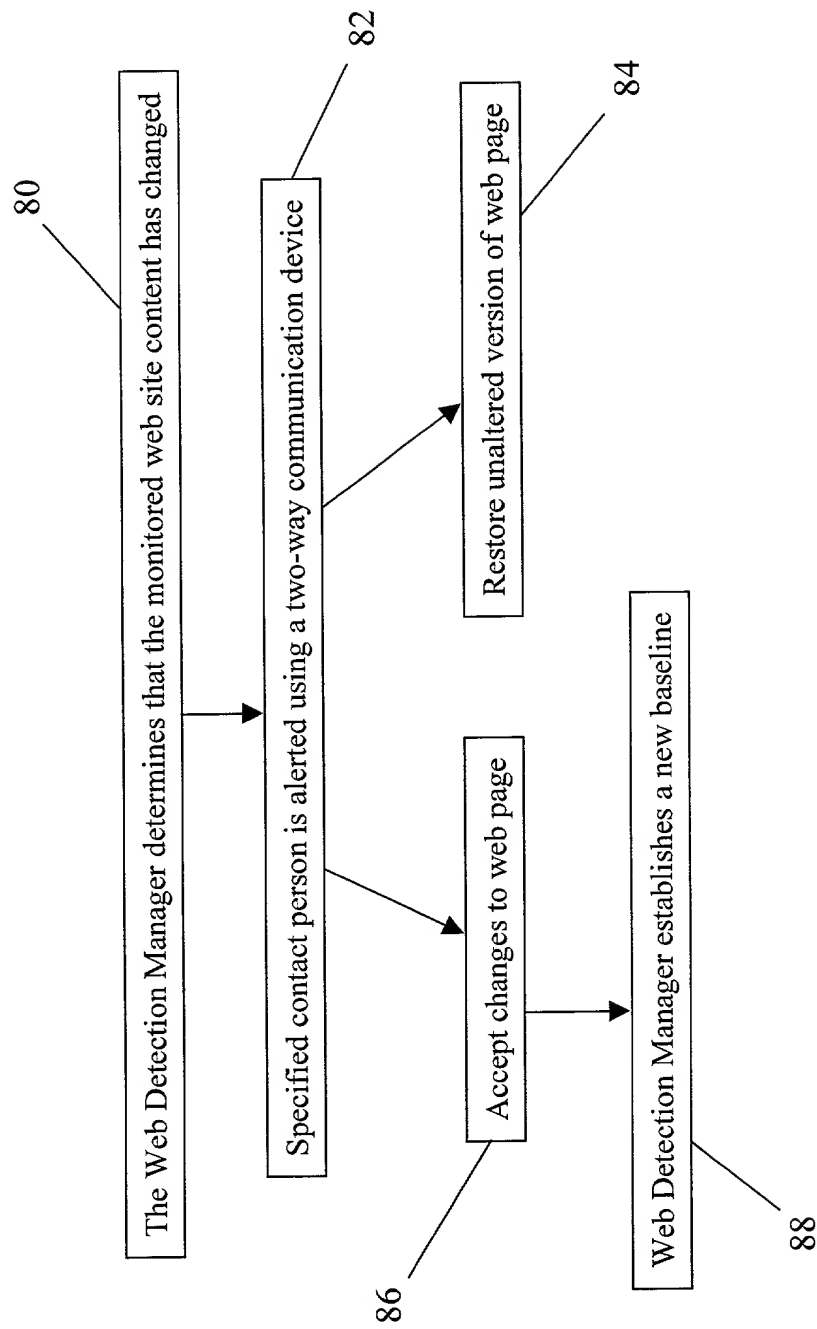 80
The Web Detection Manager determines that the monitored web site content has changed
82
Specified contact person is alerted using a two-way communication device
86
Accept changes to web page
Restore unaltered version of web page
84
Web Detection Manager establishes a new baseline
88